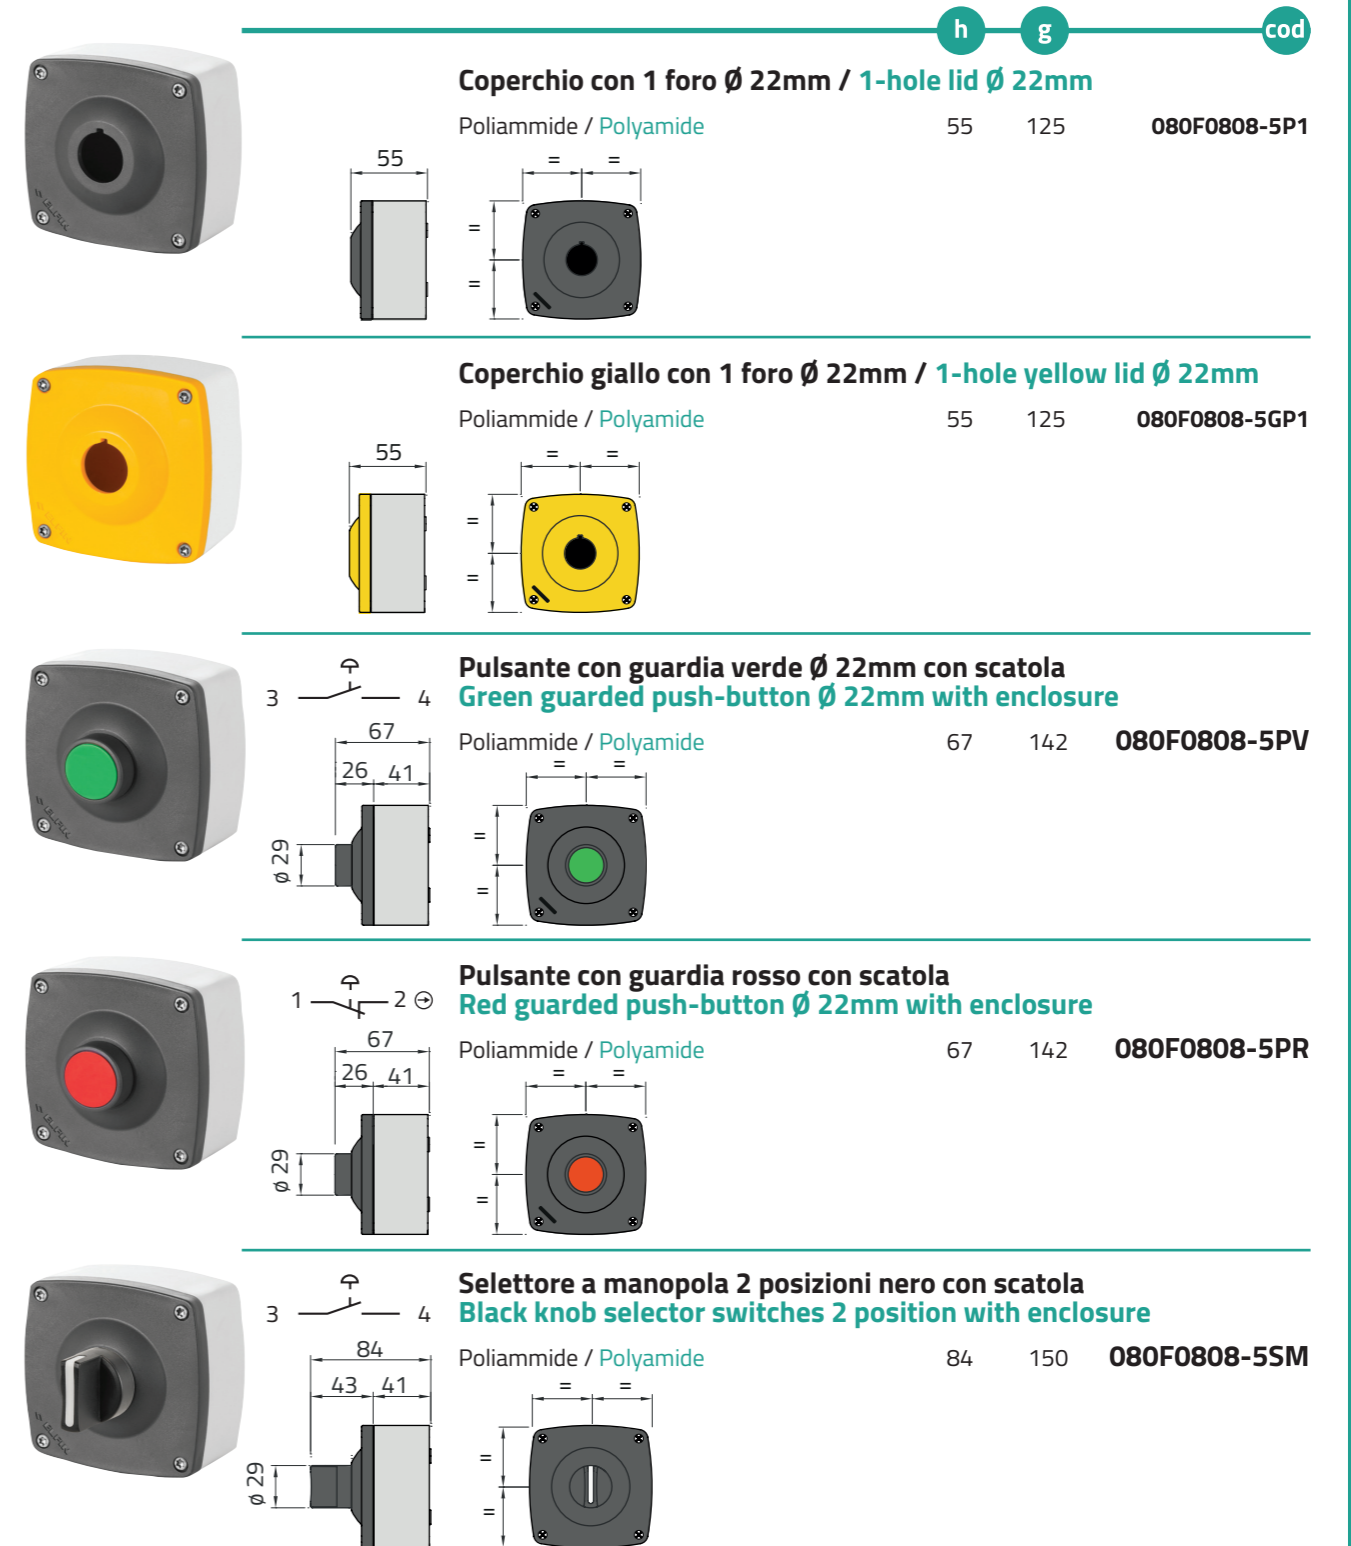 h g cod
Coperchio con 1 foro Ø 22mm / 1-hole lid Ø 22mm
Poliammide / Polyamide 55 125 080F0808-5P1
55 = =
=
=
Coperchio giallo con 1 foro Ø 22mm / 1-hole yellow lid Ø 22mm
Poliammide / Polyamide 55 125 080F0808-5GP1
55 = =
=
=
Pulsante con guardia verde Ø 22mm con scatola
3 4 Green guarded push-button Ø 22mm with enclosure
67 Poliammide / Polyamide 67 142 080F0808-5PV
26 41 = =
=
ø 29
=
Pulsante con guardia rosso con scatola
1 2 Red guarded push-button Ø 22mm with enclosure
67 Poliammide / Polyamide 67 142 080F0808-5PR
26 41 = =
=
ø 29
=
Selettore a manopola 2 posizioni nero con scatola
3 4 Black knob selector switches 2 position with enclosure
84 Poliammide / Polyamide 84 150 080F0808-5SM
43 41 = =
=
ø 29
=